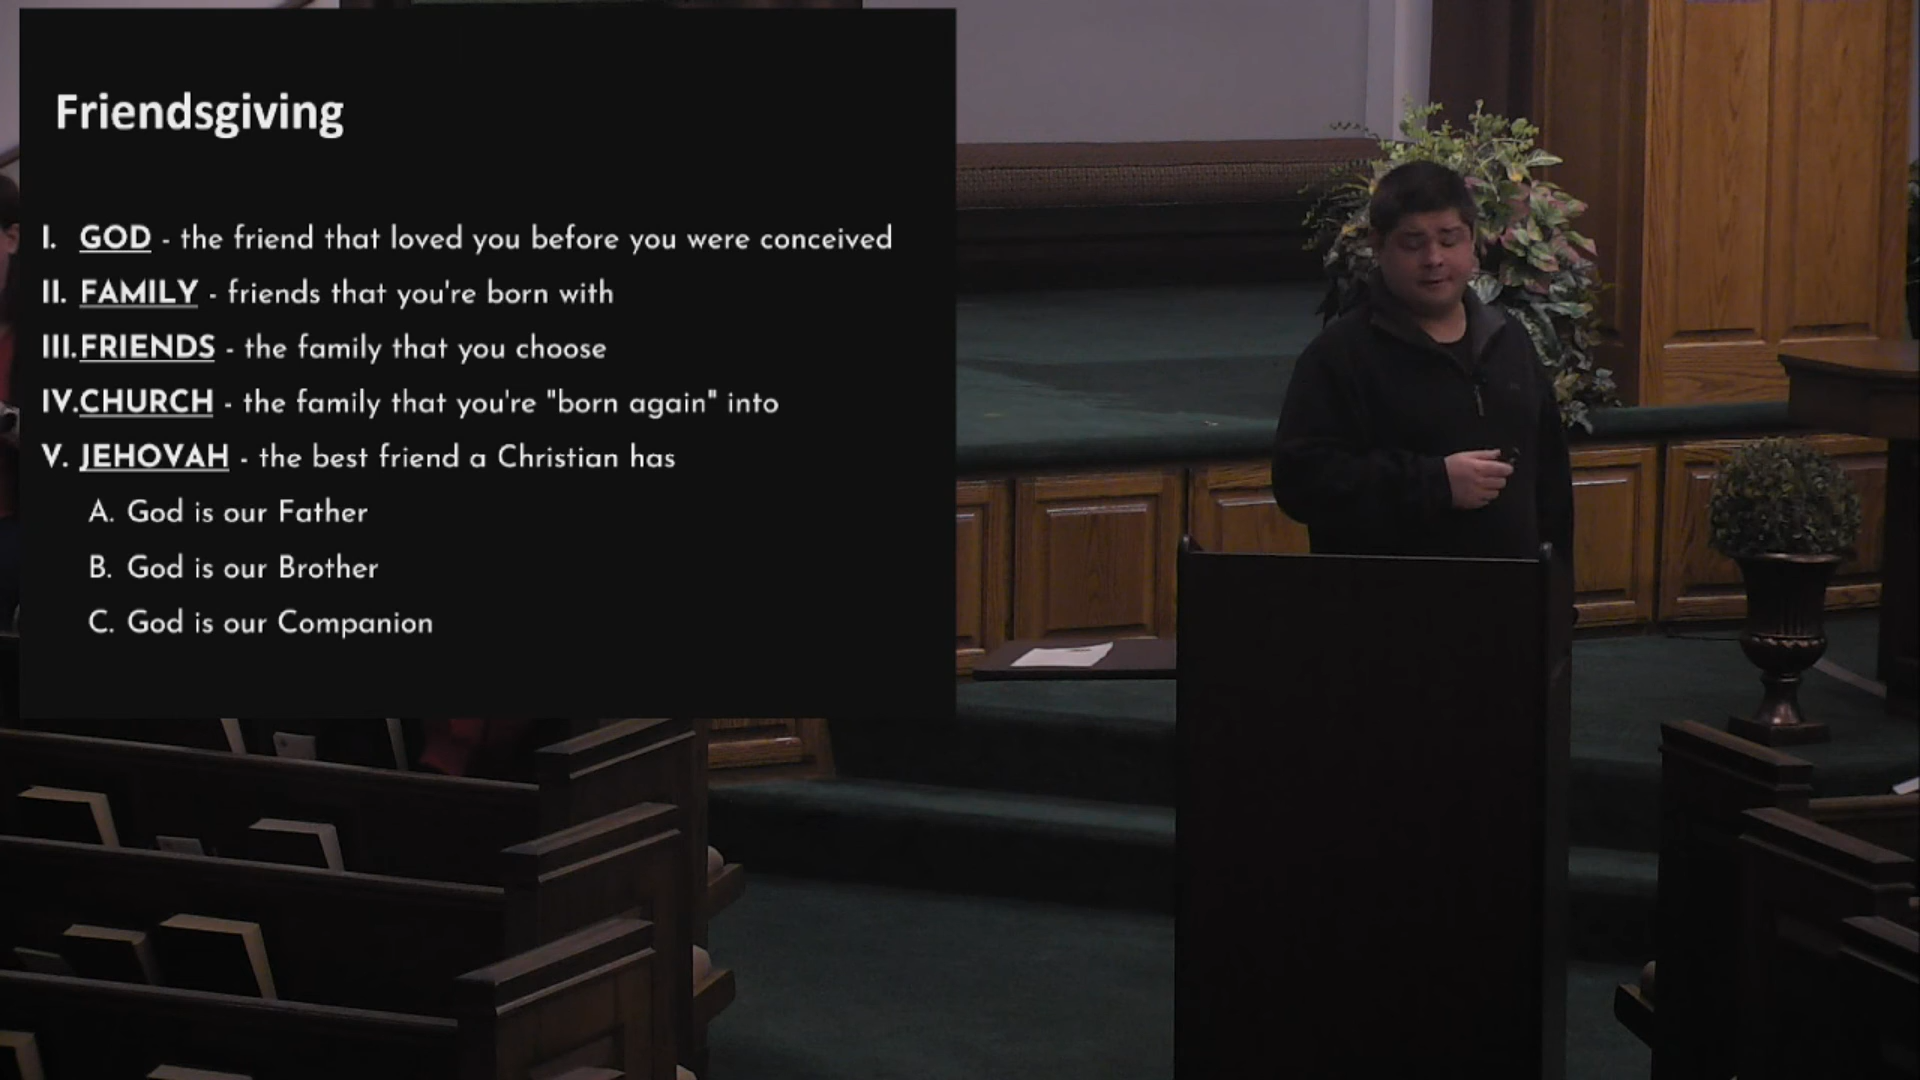 Friendsgiving
I. GOD - the friend that loved you before you were conceived
II. FAMILY - friends that you're born with
III. FRIENDS - the family that you choose
IV. CHURCH - the family that you're "born again" into
V. JEHOVAH - the best friend a Christian has
A. God is our Father
B. God is our Brother
C. God is our Companion